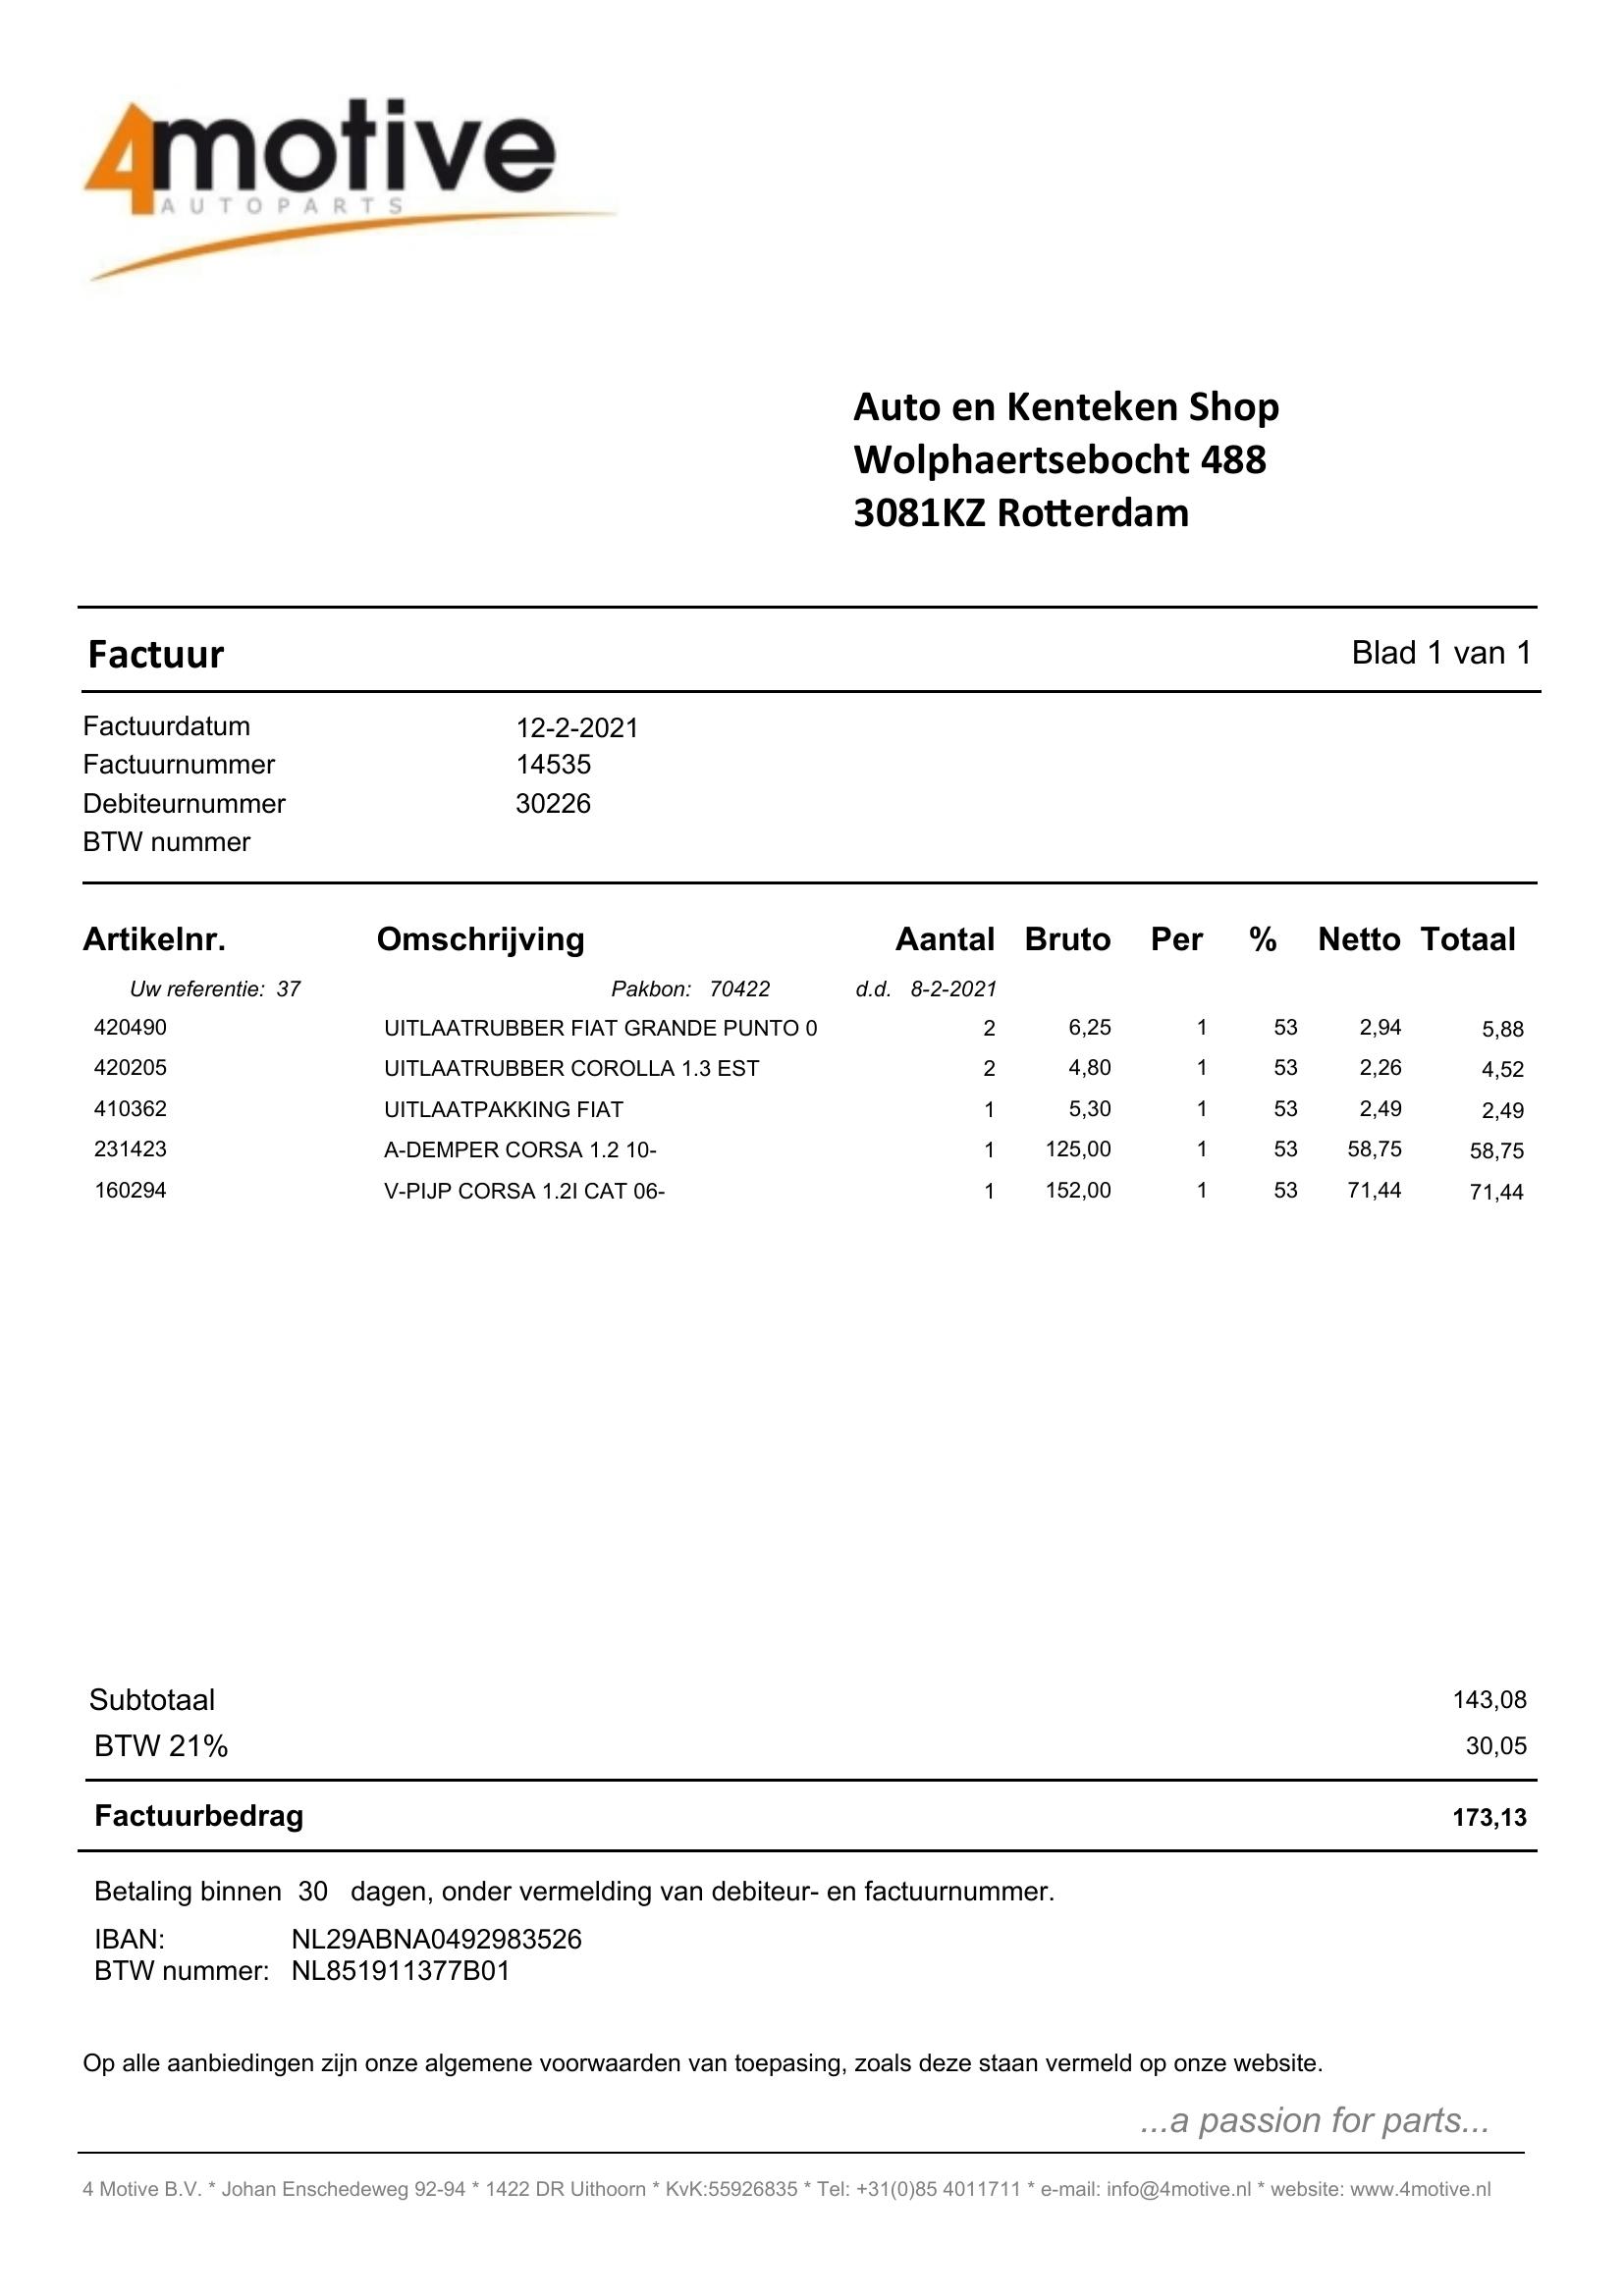 4motive
AUTOPARTS
Auto en Kenteken Shop
Wolphaertsebocht 488
3081KZ Rotterdam
Factuur Blad 1 van 1
Factuurdatum 12-2-2021
Factuurnummer 14535
Debiteurnummer 30226
BTW nummer
Artikelnr. Omschrijving Aantal Bruto Per % Netto Totaal
Uw referentie: 37 Pakbon: 70422 d.d. 8-2-2021
420490 UITLAATRUBBER FIAT GRANDE PUNTO 0 2 6,25 1 53 2,94 5,88
420205 UITLAATRUBBER COROLLA 1.3 EST 2 4,80 1 53 2,26 4,52
410362 UITLAATPAKKING FIAT 1 5,30 1 53 2,49 2,49
231423 A-DEMPER CORSA 1.2 10- 1 125,00 1 53 58,75 58,75
160294 V-PIJP CORSA 1.2I CAT 06- 1 152,00 1 53 71,44 71,44
Subtotaal 143,08
BTW 21% 30,05
Factuurbedrag 173,13
Betaling binnen 30 dagen, onder vermelding van debiteur- en factuurnummer.
IBAN: NL29ABNA0492983526
BTW nummer: NL851911377B01
Op alle aanbiedingen zijn onze algemene voorwaarden van toepasing, zoals deze staan vermeld op onze website.
...a passion for parts...
4 Motive B.V. * Johan Enschedeweg 92-94 * 1422 DR Uithoorn * KvK:55926835 * Tel: +31(0)85 4011711 * e-mail: info@4motive.nl * website: www.4motive.nl